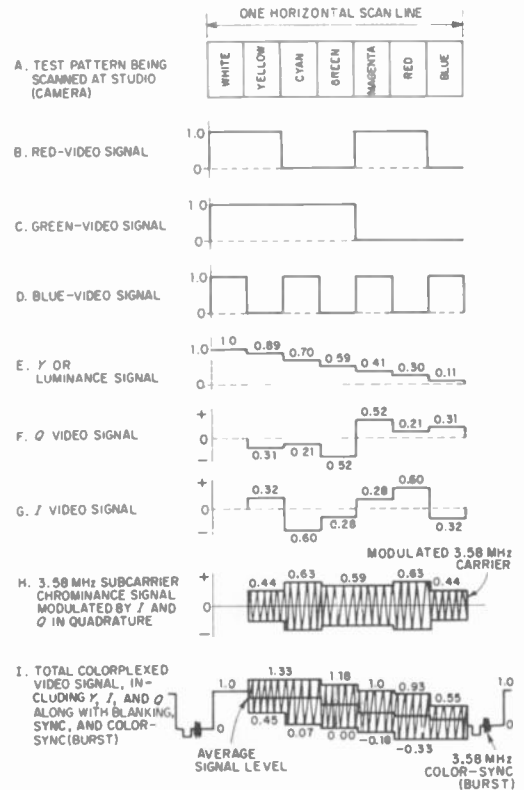 ONE HORIZONTAL SCAN LINE
A. TEST PATTERN BEING
SCANNED AT STUDIO
(CAMERA)
WHITE
YELLOW
CYAN
GREEN
MAGENTA
RED
BLUE
B. RED-VIDEO SIGNAL
1.0
0
C. GREEN-VIDEO SIGNAL
1 0
0
D. BLUE-VIDEO SIGNAL
1.0
0
E. Y OR
LUMINANCE SIGNAL
1.0
0
1 0
0.89
0.70
0.59
0.41
0.30
0.11
F. Q VIDEO SIGNAL
+
0
−
0.31
0.21
0.52
0.52
0.21
0.31
G. I VIDEO SIGNAL
+
0
−
0.32
0.60
0.28
0.28
0.60
0.32
MODULATED 3.58 MHz
CARRIER
H. 3.58 MHz SUBCARRIER
CHROMINANCE SIGNAL
MODULATED BY I AND
Q IN QUADRATURE
+
0
−
0.44
0.63
0.59
0.63
0.44
I. TOTAL COLORPLEXED
VIDEO SIGNAL, IN-
CLUDING Y, I, AND Q
ALONG WITH BLANKING,
SYNC, AND COLOR-
SYNC (BURST)
1.0
0
1.33
1.18
1.0
0.93
0.55
1.0
0
0.45
0.07
0.00
-0.18
-0.33
AVERAGE
SIGNAL LEVEL
3.58 MHz
COLOR-SYNC
(BURST)